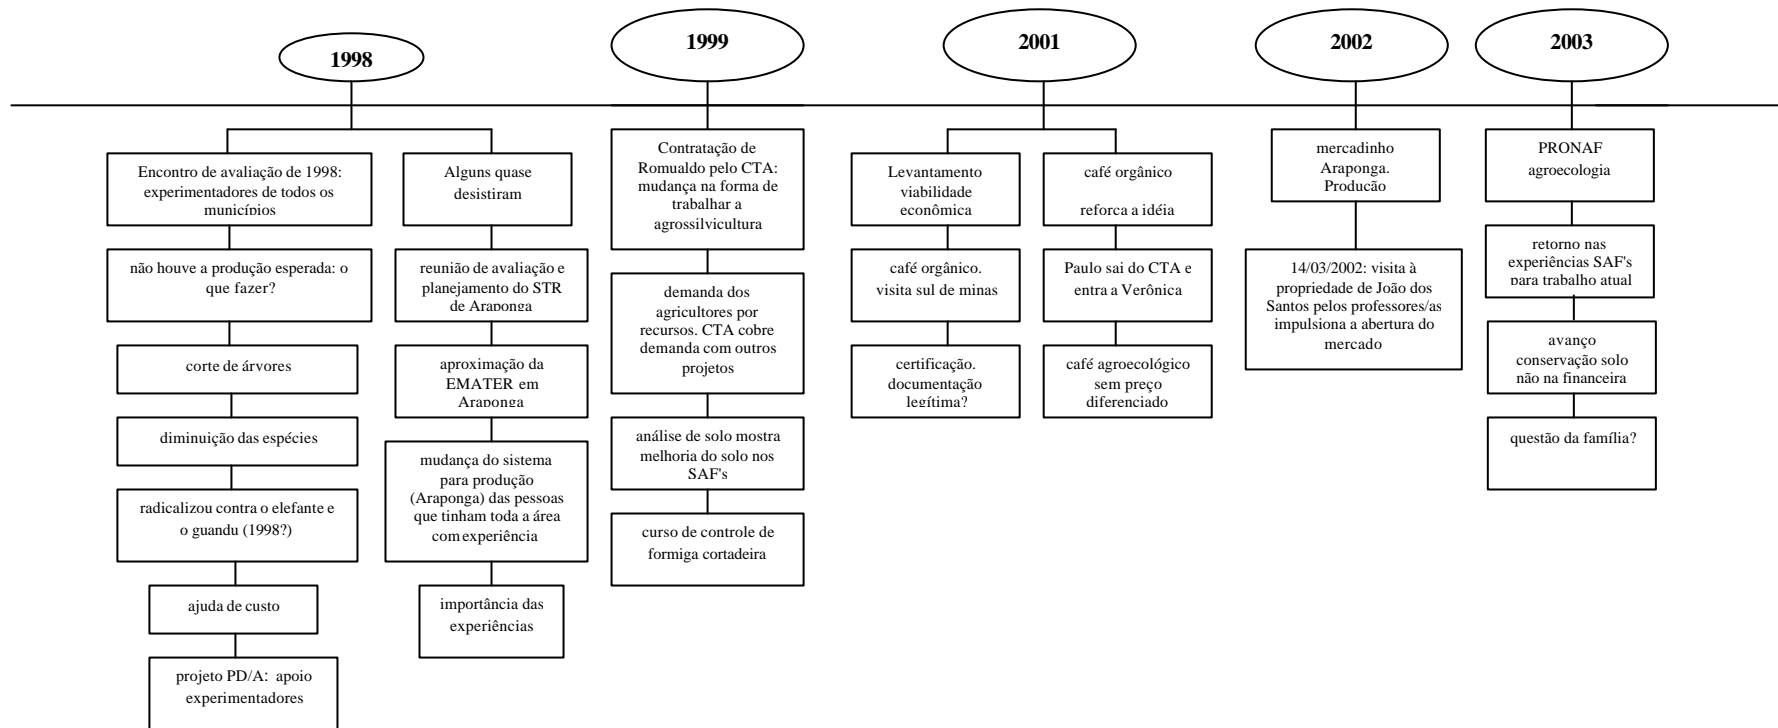 1998
1999
2001
2002
2003
Encontro de avaliação de 1998:
experimentadores de todos os
municípios
não houve a produção esperada: o
que fazer?
corte de árvores
diminuição das espécies
radicalizou contra o elefante e
o guandu (1998?)
ajuda de custo
projeto PD/A: apoio
experimentadores
Alguns quase
desistiram
reunião de avaliação e
planejamento do STR
de Araponga
aproximação da
EMATER em
Araponga
mudança do sistema
para produção
(Araponga) das pessoas
que tinham toda a área
com experiência
importância das
experiências
Contratação de
Romualdo pelo CTA:
mudança na forma de
trabalhar a
agrossilvicultura
demanda dos
agricultores por
recursos. CTA cobre
demanda com outros
projetos
análise de solo mostra
melhoria do solo nos
SAF's
curso de controle de
formiga cortadeira
Levantamento
viabilidade
econômica
café orgânico.
visita sul de minas
certificação.
documentação
legítima?
café orgânico
reforca a idéia
Paulo sai do CTA e
entra a Verônica
café agroecológico
sem preço
diferenciado
mercadinho
Araponga.
Producão
14/03/2002: visita à
propriedade de João dos
Santos pelos professores/as
impulsiona a abertura do
mercado
PRONAF
agroecologia
retorno nas
experiências SAF's
para trabalho atual
avanço
conservação solo
não na financeira
questão da família?